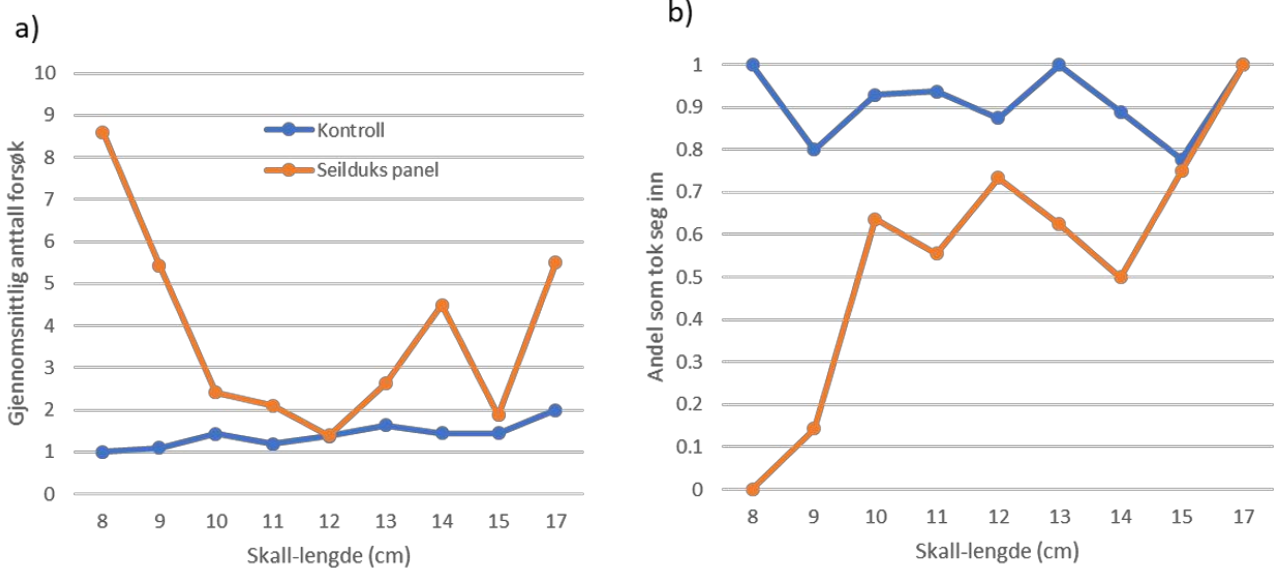 a)
Gjennomsnittlig anttall forsøk
10
9
8
7
6
5
4
3
2
1
0
Kontroll
Seilduks panel
8 9 10 11 12 13 14 15 17
Skall-lengde (cm)
b)
Andel som tok seg inn
1
0.9
0.8
0.7
0.6
0.5
0.4
0.3
0.2
0.1
0
8 9 10 11 12 13 14 15 17
Skall-lengde (cm)